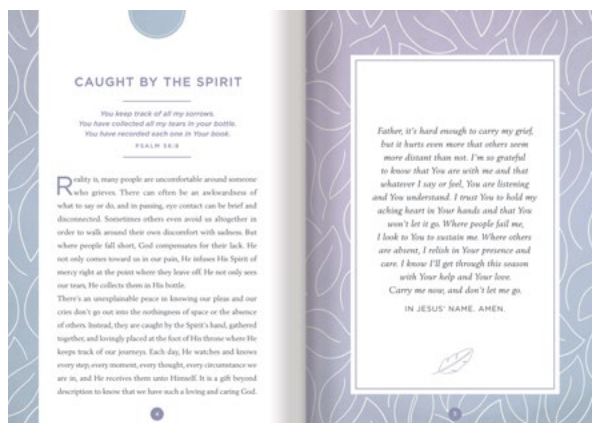 CAUGHT BY THE SPIRIT
You keep track of all my sorrows.
You have collected all my tears in your bottle.
You have recorded each one in Your book.
PSALM 56:8
Reality is, many people are uncomfortable around someone
who grieves. There can often be an awkwardness of
what to say or do, and in passing, eye contact can be brief and
disconnected. Sometimes others even avoid us altogether in
order to walk around their own discomfort with sadness. But
where people fall short, God compensates for their lack. He
not only comes toward us in our pain, He infuses His Spirit of
mercy right at the point where they leave off. He not only sees
our tears, He collects them in His bottle.
There's an unexplainable peace in knowing our pleas and our
cries don't go out into the nothingness of space or the absence
of others. Instead, they are caught by the Spirit's hand, gathered
together, and lovingly placed at the foot of His throne where He
keeps track of our journeys. Each day, He watches and knows
every step, every moment, every thought, every circumstance we
are in, and He receives them unto Himself. It is a gift beyond
description to know that we have such a loving and caring God.
4
Father, it's hard enough to carry my grief,
but it hurts even more that others seem
more distant than not. I'm so grateful
to know that You are with me and that
whatever I say or feel, You are listening
and You understand. I trust You to hold my
aching heart in Your hands and that You
won't let it go. Where people fail me,
I look to You to sustain me. Where others
are absent, I relish in Your presence and
care. I know I'll get through this season
with Your help and Your love.
Carry me now, and don't let me go.
IN JESUS' NAME. AMEN.
5